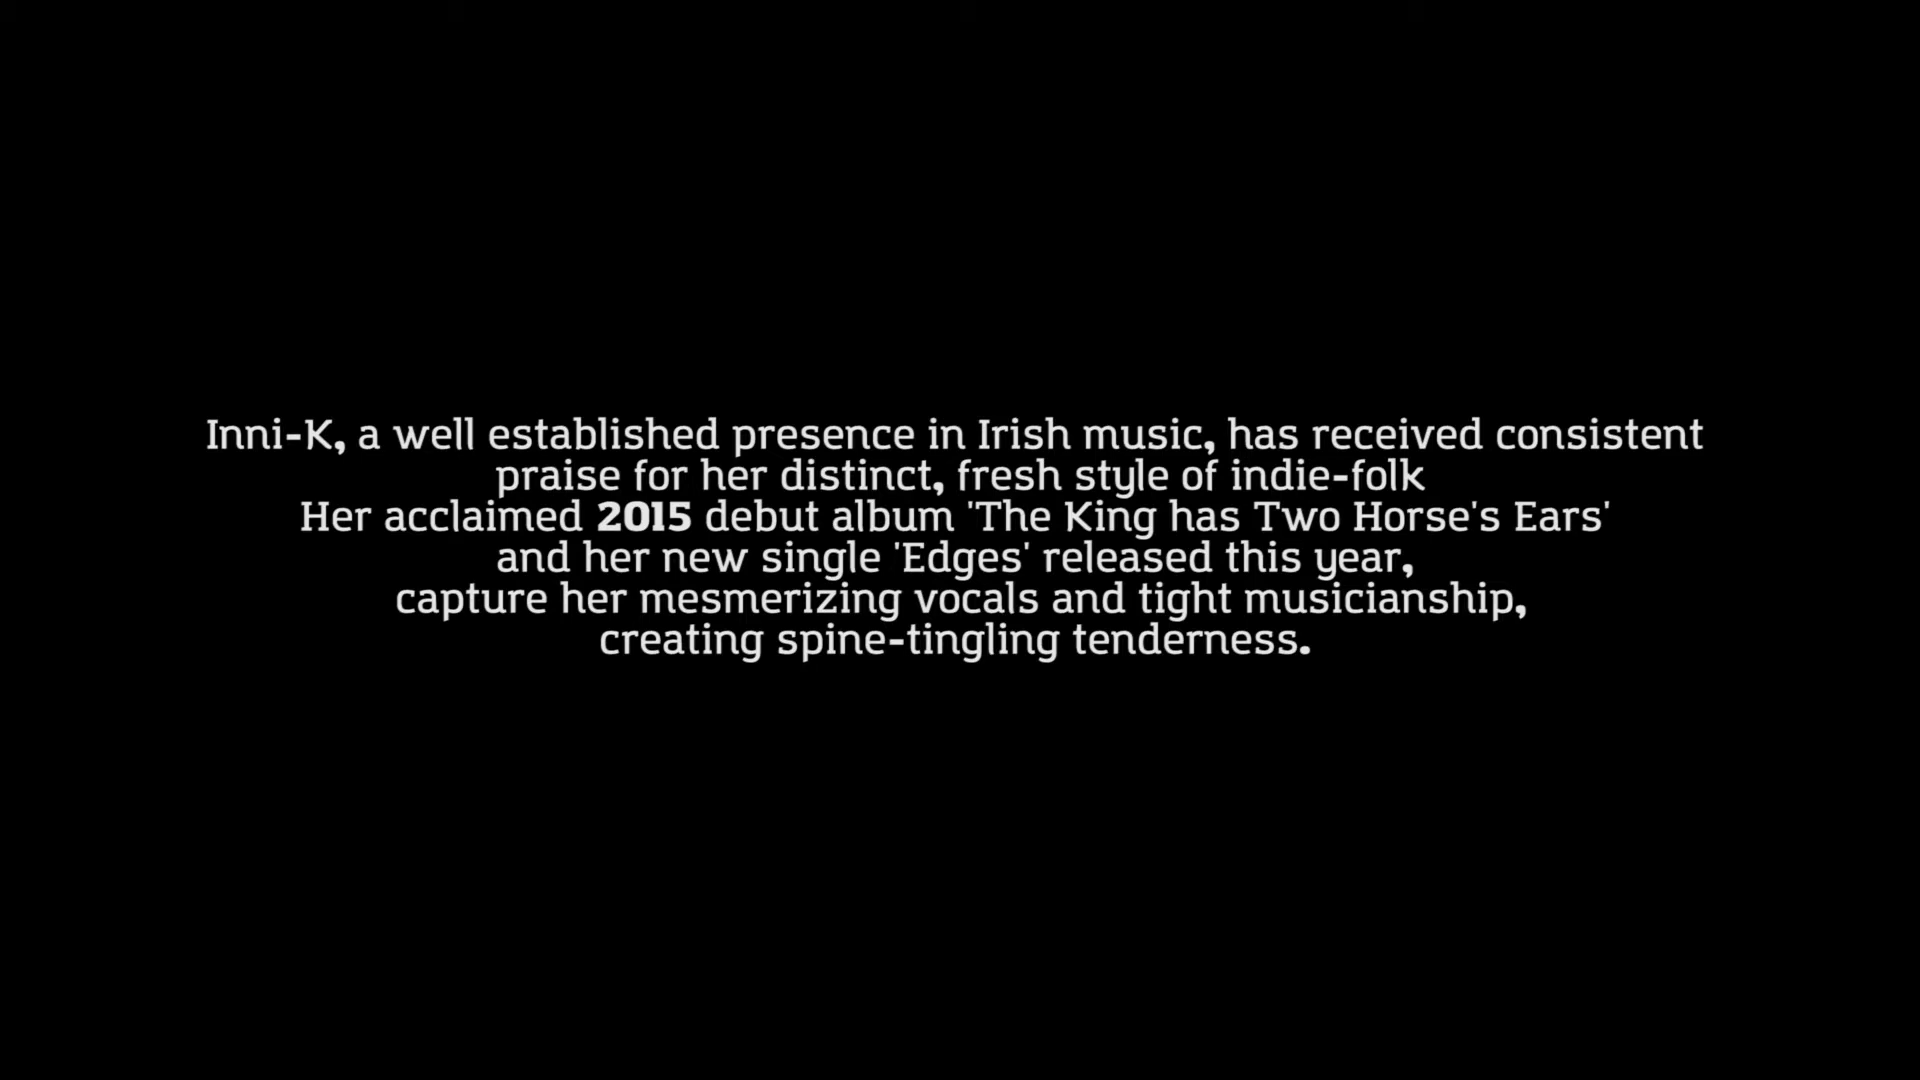 Inni-K, a well established presence in Irish music, has received consistent
praise for her distinct, fresh style of indie-folk
Her acclaimed 2015 debut album 'The King has Two Horse's Ears'
and her new single 'Edges' released this year,
capture her mesmerizing vocals and tight musicianship,
creating spine-tingling tenderness.